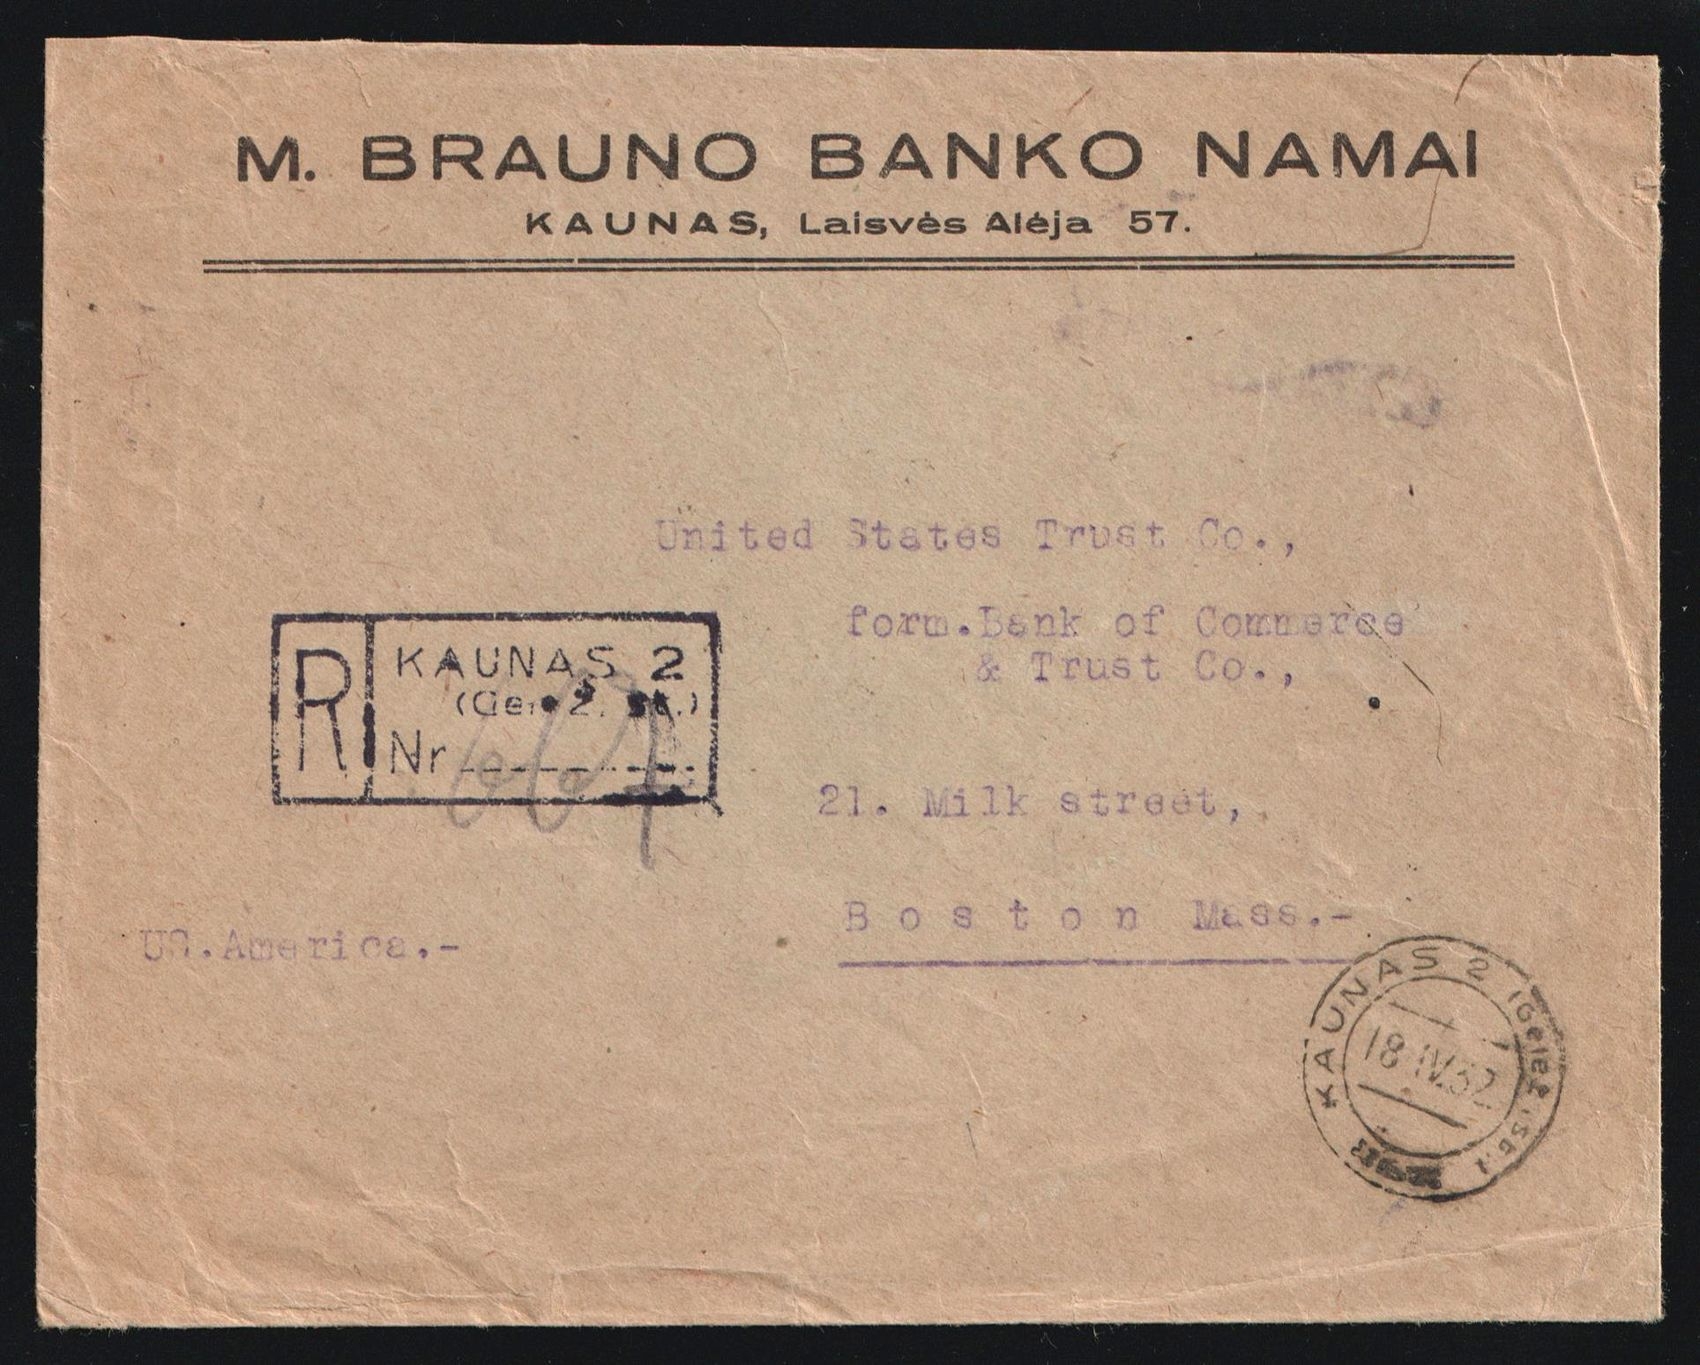 M. BRAUNO BANKO NAMAI
KAUNAS, Laisvės Alėja 57.
United States Trust Co.,
form.Bank of Commerce
& Trust Co.,
R KAUNAS 2
Nr
21. Milk street,
Boston Mass.-
US.America.-
KAUNAS 2
18 IV.32